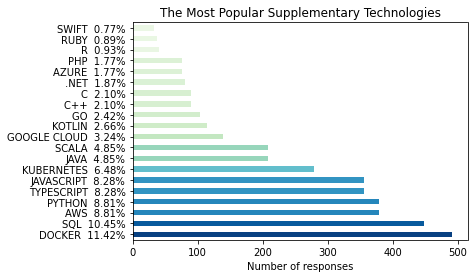 The Most Popular Supplementary Technologies
SWIFT 0.77%
RUBY 0.89%
R 0.93%
PHP 1.77%
AZURE 1.77%
.NET 1.87%
C 2.10%
C++ 2.10%
GO 2.42%
KOTLIN 2.66%
GOOGLE CLOUD 3.24%
SCALA 4.85%
JAVA 4.85%
KUBERNETES 6.48%
JAVASCRIPT 8.28%
TYPESCRIPT 8.28%
PYTHON 8.81%
AWS 8.81%
SQL 10.45%
DOCKER 11.42%
0 100 200 300 400 500
Number of responses